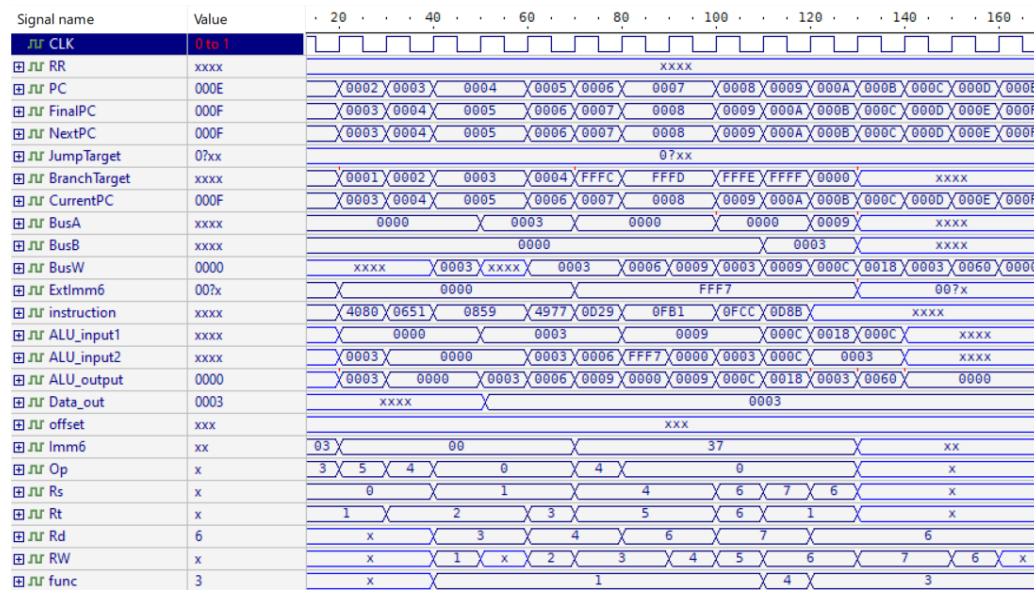 Signal name Value 20 40 60 80 100 120 140 160
CLK 0 to 1
RR xxxx xxxx
PC 000E 0002 0003 0004 0005 0006 0007 0008 0009 000A 000B 000C 000D 000E
FinalPC 000F 0003 0004 0005 0006 0007 0008 0009 000A 000B 000C 000D 000E 000F
NextPC 000F 0003 0004 0005 0006 0007 0008 0009 000A 000B 000C 000D 000E 000F
JumpTarget 0?xx 0?xx
BranchTarget xxxx 0001 0002 0003 0004 FFFC FFFD FFFE FFFF 0000 xxxx
CurrentPC 000F 0003 0004 0005 0006 0007 0008 0009 000A 000B 000C 000D 000E 000F
BusA xxxx 0000 0003 0000 0000 0009 xxxx
BusB xxxx 0000 0003 xxxx
BusW 0000 xxxx 0003 xxxx 0003 0006 0009 0003 0009 000C 0018 0003 0060 0000
ExtImm6 00?x 0000 FFF7 00?x
instruction xxxx 4080 0651 0859 4977 0D29 0FB1 0FCC 0D8B xxxx
ALU_input1 xxxx 0000 0003 0009 000C 0018 000C xxxx
ALU_input2 xxxx 0003 0000 0003 0006 FFF7 0000 0003 000C 0003 xxxx
ALU_output 0000 0003 0000 0003 0006 0009 0000 0009 000C 0018 0003 0060 0000
Data_out 0003 xxxx 0003
offset xxx xxx
Imm6 xx 03 00 37 xx
Op x 3 5 4 0 4 0 x
Rs x 0 1 4 6 7 6 x
Rt x 1 2 3 5 6 1 x
Rd 6 x 3 4 6 7 6
RW x x 1 x 2 3 4 5 6 7 6 x
func 3 x 1 4 3